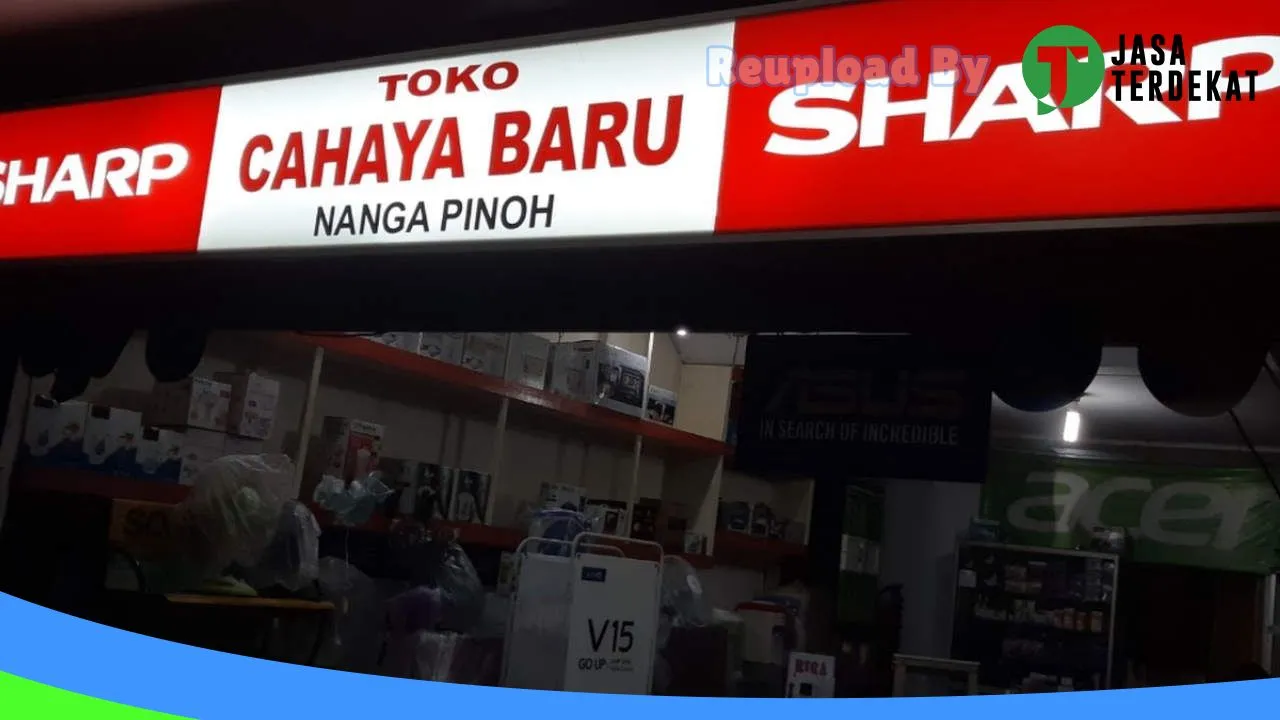 TOKO
CAHAYA BARU
NANGA PINOH
SHARP
SHARP
Reupload By
JASA
TERDEKAT
ASUS
IN SEARCH OF INCREDIBLE
acer
V15
GO UP